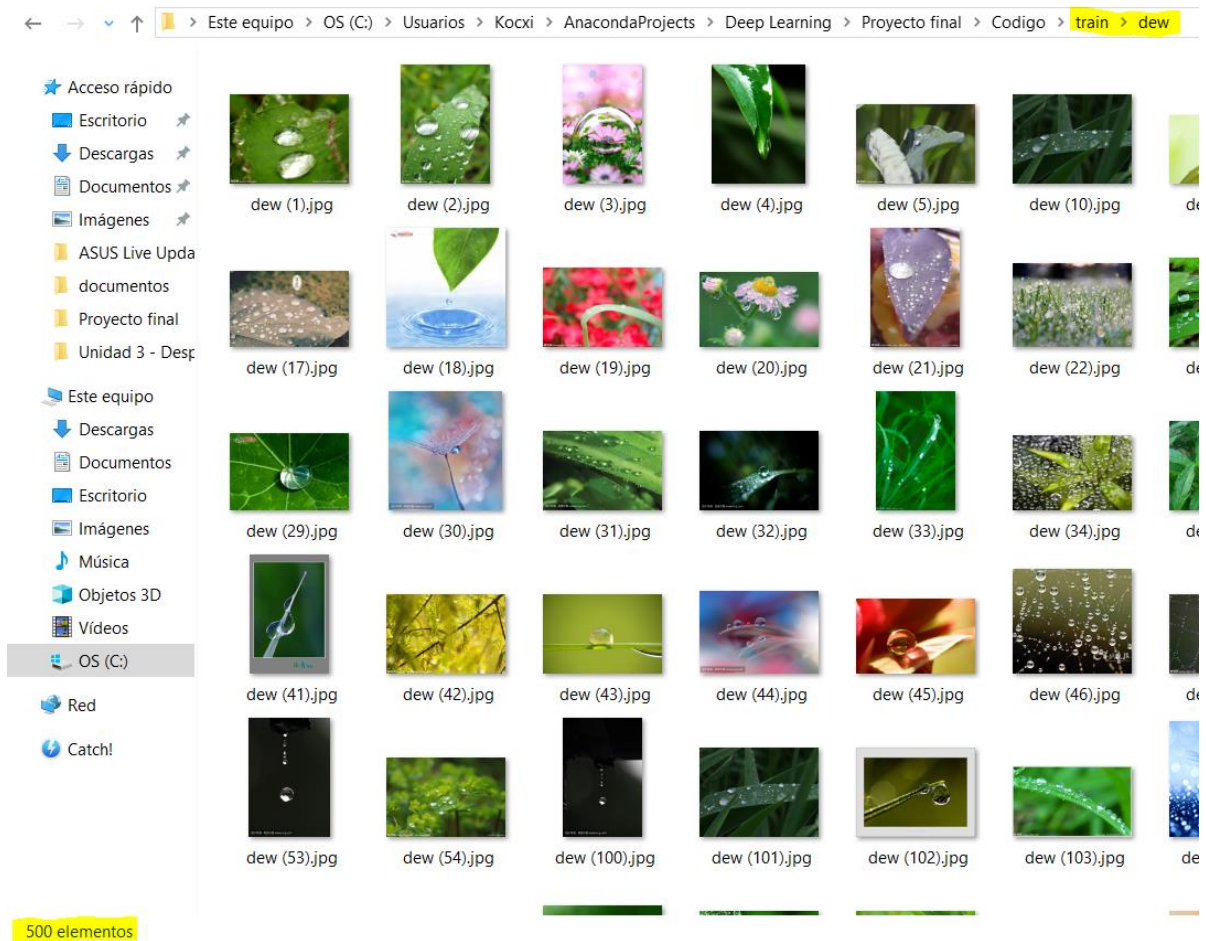 Este equipo > OS (C:) > Usuarios > Kocxi > AnacondaProjects > Deep Learning > Proyecto final > Codigo > train > dew
Acceso rápido
Escritorio
Descargas
Documentos
Imágenes
ASUS Live Upda
documentos
Proyecto final
Unidad 3 - Desp
Este equipo
Descargas
Documentos
Escritorio
Imágenes
Música
Objetos 3D
Vídeos
OS (C:)
Red
Catch!
dew (1).jpg dew (2).jpg dew (3).jpg dew (4).jpg dew (5).jpg dew (10).jpg de
dew (17).jpg dew (18).jpg dew (19).jpg dew (20).jpg dew (21).jpg dew (22).jpg de
dew (29).jpg dew (30).jpg dew (31).jpg dew (32).jpg dew (33).jpg dew (34).jpg de
dew (41).jpg dew (42).jpg dew (43).jpg dew (44).jpg dew (45).jpg dew (46).jpg de
dew (53).jpg dew (54).jpg dew (100).jpg dew (101).jpg dew (102).jpg dew (103).jpg de
500 elementos